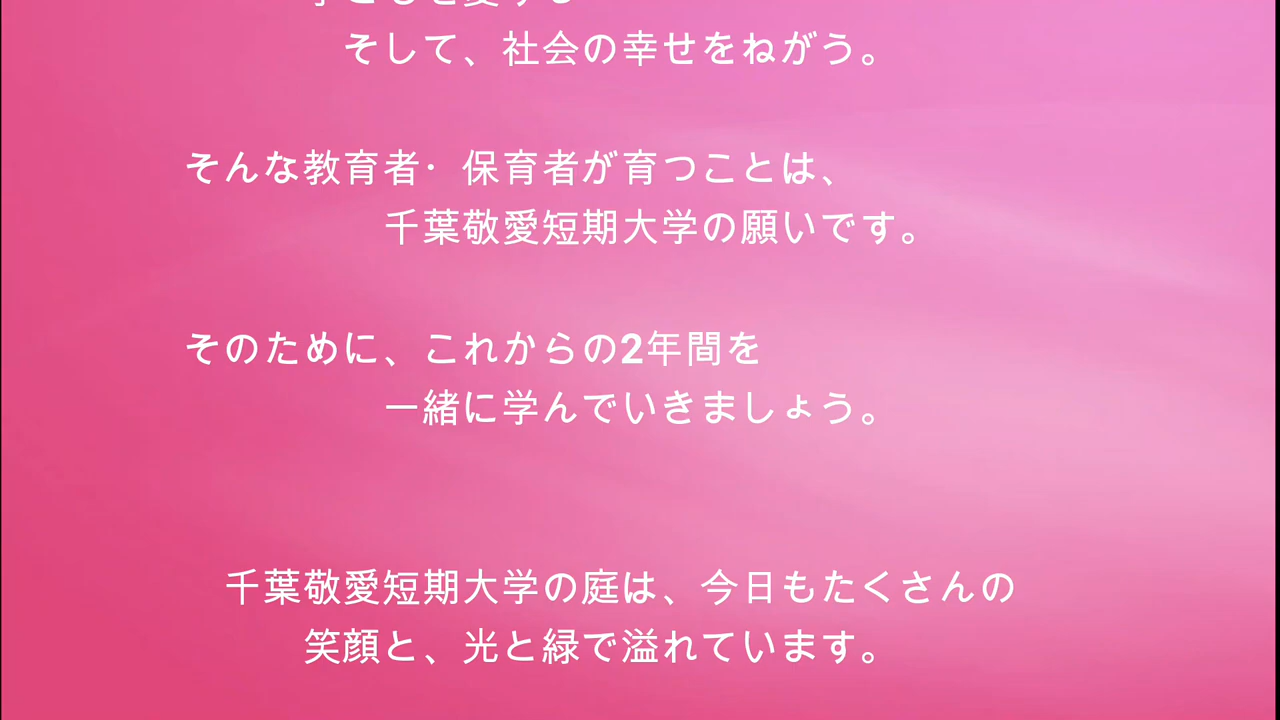 そして、社会の幸せをねがう。
そんな教育者・保育者が育つことは、
千葉敬愛短期大学の願いです。
そのために、これからの2年間を
一緒に学んでいきましょう。
千葉敬愛短期大学の庭は、今日もたくさんの
笑顔と、光と緑で溢れています。